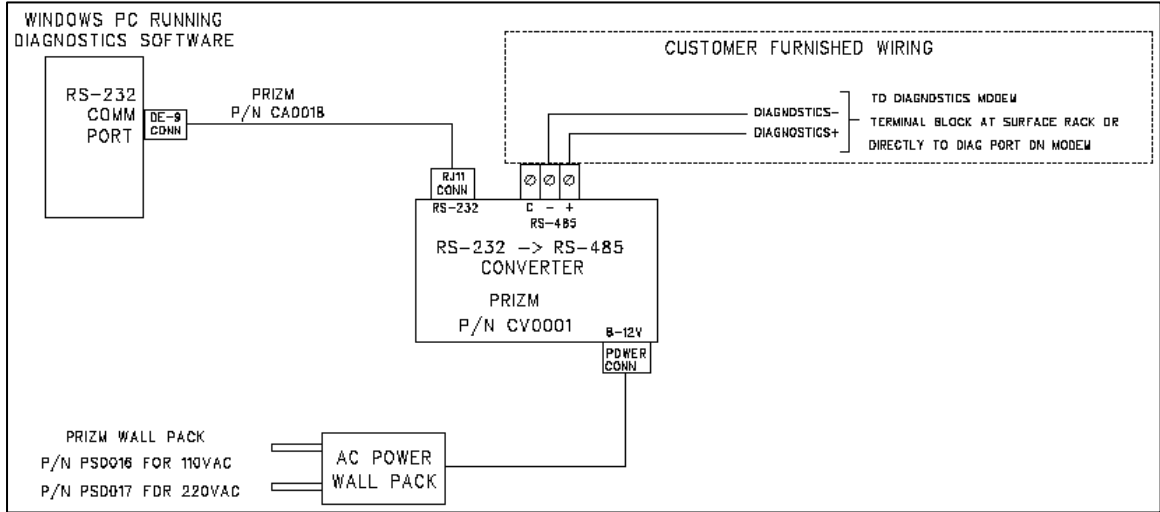 WINDOWS PC RUNNING
DIAGNOSTICS SOFTWARE
RS-232
COMM
PORT
DE-9
CONN
PRIZM
P/N CA0018
CUSTOMER FURNISHED WIRING
DIAGNOSTICS-
DIAGNOSTICS+
TO DIAGNOSTICS MODEM
TERMINAL BLOCK AT SURFACE RACK OR
DIRECTLY TO DIAG PORT ON MODEM
RJ11
CONN
RS-232
C - +
RS-485
RS-232 -> RS-485
CONVERTER
PRIZM
P/N CV0001
8-12V
POWER
CONN
PRIZM WALL PACK
P/N PS0016 FOR 110VAC
P/N PS0017 FOR 220VAC
AC POWER
WALL PACK